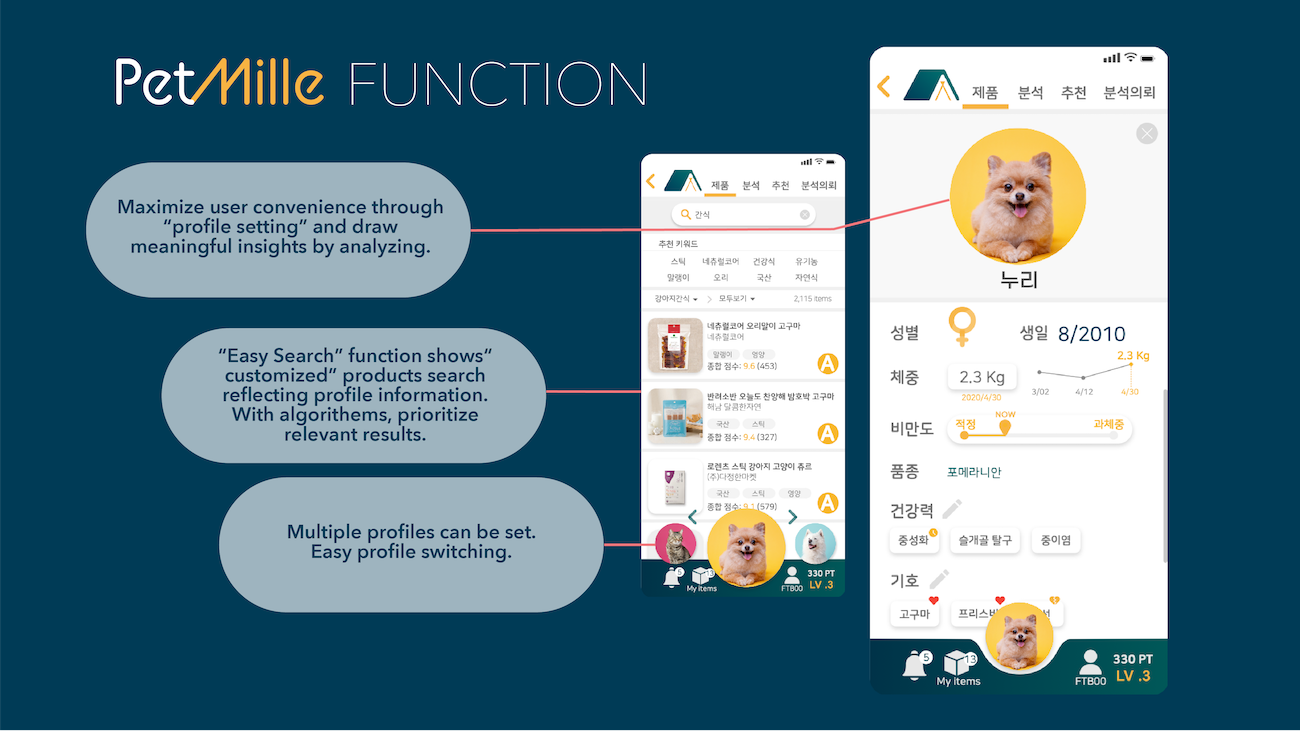 PetMille FUNCTION
Maximize user convenience through
“profile setting” and draw
meaningful insights by analyzing.
“Easy Search” function shows“
customized” products search
reflecting profile information.
With algorithems, prioritize
relevant results.
Multiple profiles can be set.
Easy profile switching.
제품 분석 추천 분석의뢰
간식
추천 키워드
스틱 네츄럴코어 건강식 유기농
말랭이 오리 국산 자연식
강아지간식 모두보기 2,115 items
네츄럴코어 오리말이 고구마
네츄럴코어
말랭이 영양
종합 점수: 9.6 (453)
A
반려소반 오늘도 찬양해 밤호박 고구마
해남 달콤한자연
국산 스틱
종합 점수: 9.4 (327)
A
로렌츠 스틱 강아지 고양이 츄르
(주)다정한마켓
국산 스틱 영양
종합 점수: 9.1 (579)
A
5 13 330 PT
My items FTB00 LV .3
제품 분석 추천 분석의뢰
누리
성별 생일 8/2010
2.3 Kg
체중 2.3 Kg
2020/4/30
3/02 4/12 4/30
NOW
비만도 적정 과체중
품종 포메라니안
건강력
중성화 슬개골 탈구 중이염
기호
고구마
5 13 330 PT
My items FTB00 LV .3